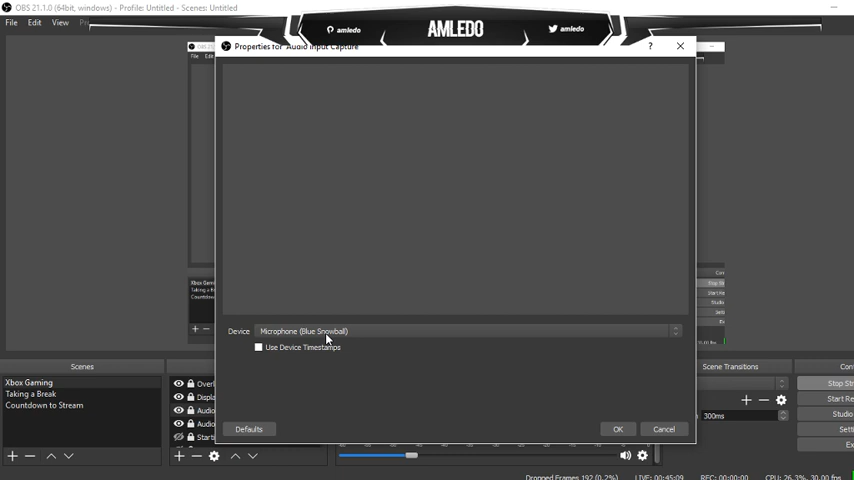 OBS 21.1.0 (64bit, windows) - Profile: Untitled - Scenes: Untitled
File Edit View
amledo
AMLEDO
amledo
Properties for 'Audio Input Capture'
? 
File
Device Microphone (Blue Snowball)
Use Device Timestamps
Defaults
OK
Cancel
Scenes
Scene Transitions
Xbox Gaming
Taking a Break
Countdown to Stream
Audio
Audio
300ms
Stop
Start
Studio
Dropped Frames 192 (0.2%) LIVE: 00:45:09 REC: 00:00:00 CPU: 26.3%, 30.00 fps